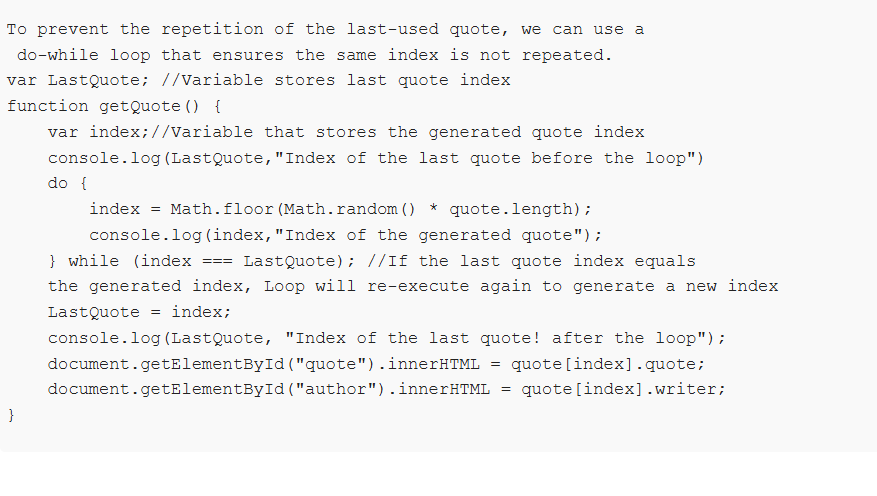 To prevent the repetition of the last-used quote, we can use a
do-while loop that ensures the same index is not repeated.
var LastQuote; //Variable stores last quote index
function getQuote() {
var index;//Variable that stores the generated quote index
console.log(LastQuote,"Index of the last quote before the loop")
do {
index = Math.floor(Math.random() * quote.length);
console.log(index,"Index of the generated quote");
} while (index === LastQuote); //If the last quote index equals
the generated index, Loop will re-execute again to generate a new index
LastQuote = index;
console.log(LastQuote, "Index of the last quote! after the loop");
document.getElementById("quote").innerHTML = quote[index].quote;
document.getElementById("author").innerHTML = quote[index].writer;
}